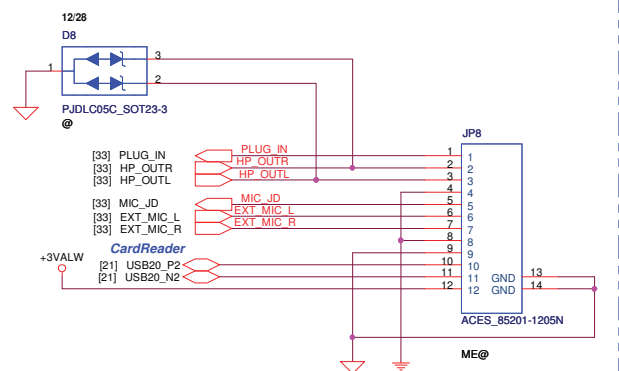 12/28
D8
1
3
2
PJDLC05C_SOT23-3
@
JP8
[33] PLUG_IN PLUG_IN 1 1
[33] HP_OUTR HP_OUTR 2 2
[33] HP_OUTL HP_OUTL 3 3
4 4
[33] MIC_JD MIC_JD 5 5
[33] EXT_MIC_L EXT_MIC_L 6 6
[33] EXT_MIC_R EXT_MIC_R 7 7
8 8
CardReader 9 9
+3VALW
[21] USB20_P2 10 10
[21] USB20_N2 11 11 GND 13
12 12 GND 14
ACES_85201-1205N
ME@